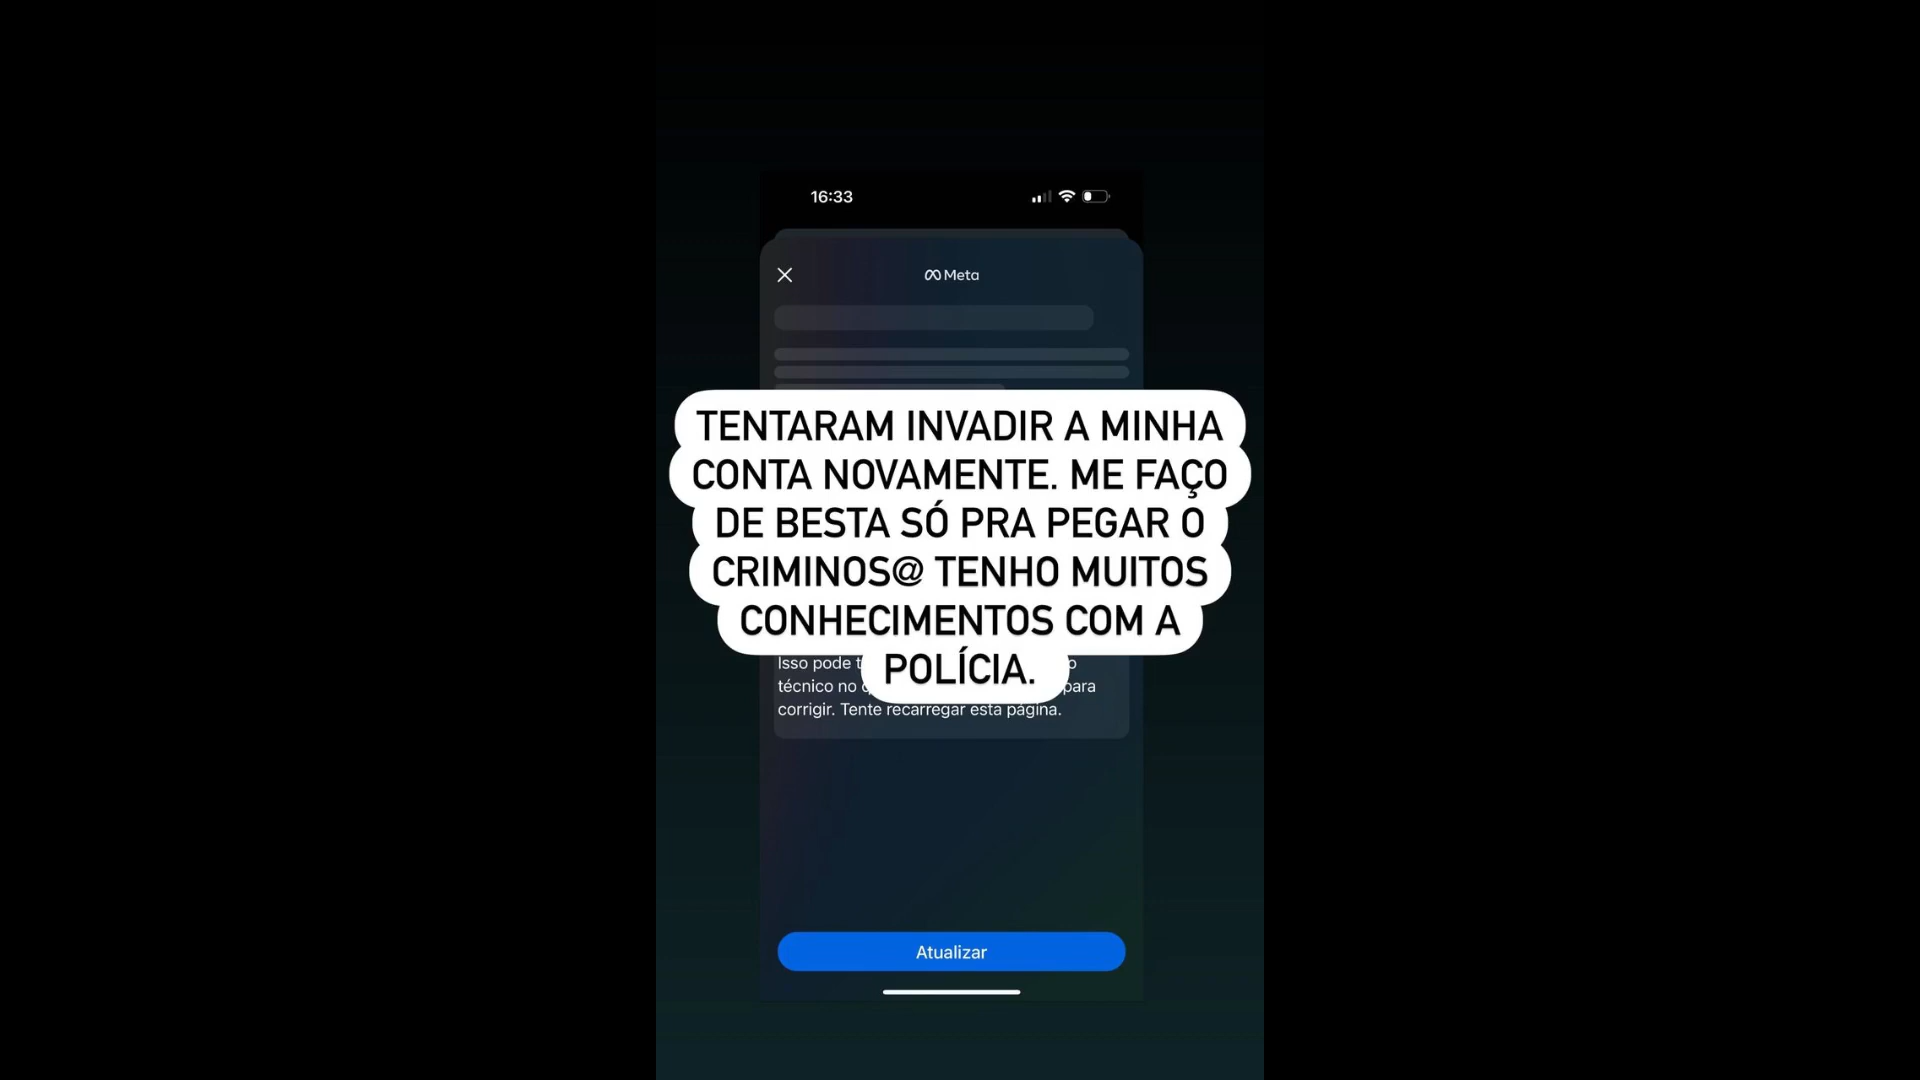 16:33
Meta
TENTARAM INVADIR A MINHA
CONTA NOVAMENTE. ME FAÇO
DE BESTA SÓ PRA PEGAR O
CRIMINOS@ TENHO MUITOS
CONHECIMENTOS COM A
POLÍCIA.
Isso pode
técnico no para
corrigir. Tente recarregar esta página.
Atualizar